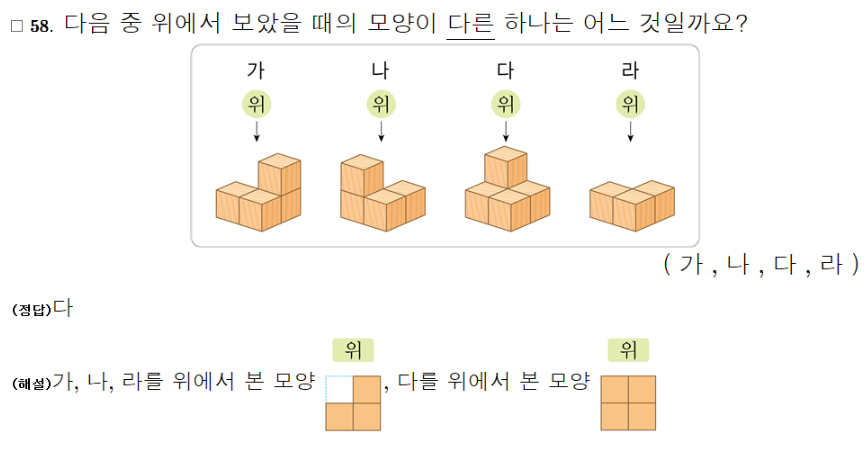 □ 58. 다음 중 위에서 보았을 때의 모양이 다른 하나는 어느 것일까요?
가 나 다 라
위 위 위 위
( 가 , 나 , 다 , 라 )
(정답)다
위 위
(해설)가, 나, 라를 위에서 본 모양 , 다를 위에서 본 모양